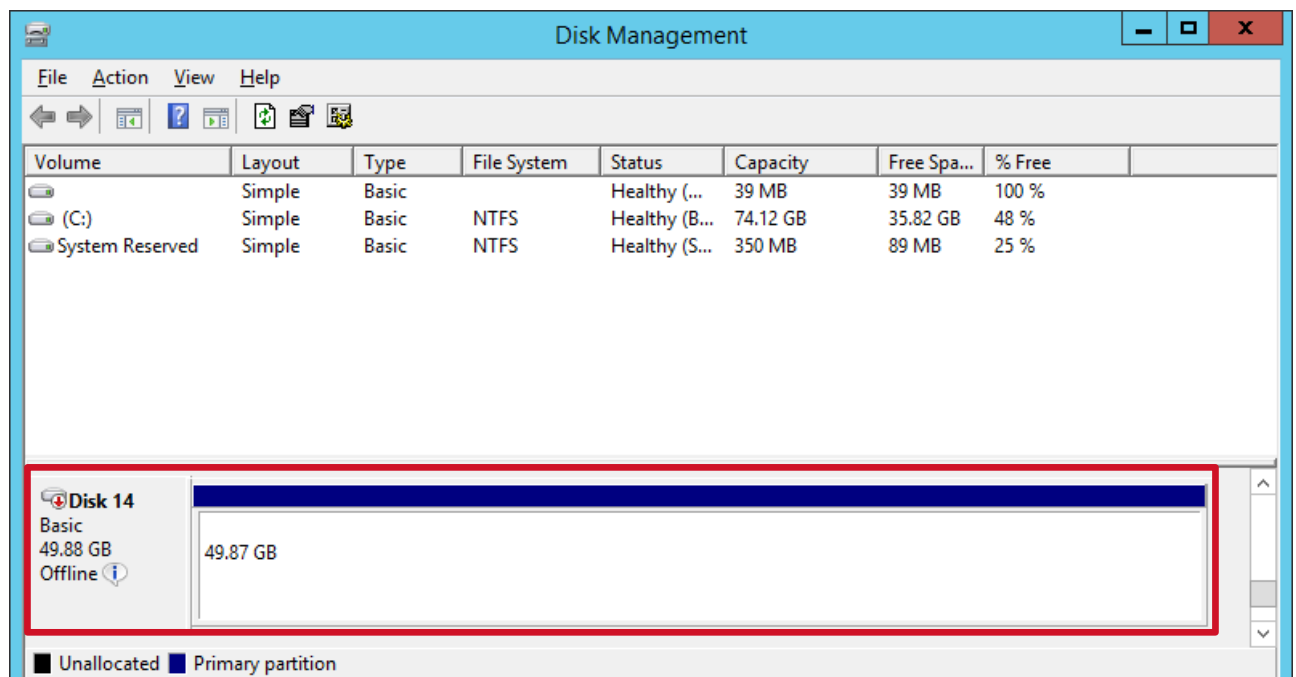 Disk Management
File Action View Help
Volume Layout Type File System Status Capacity Free Spa... % Free
Simple Basic Healthy (... 39 MB 39 MB 100 %
(C:) Simple Basic NTFS Healthy (B... 74.12 GB 35.82 GB 48 %
System Reserved Simple Basic NTFS Healthy (S... 350 MB 89 MB 25 %
Disk 14
Basic
49.88 GB
Offline
49.87 GB
Unallocated Primary partition